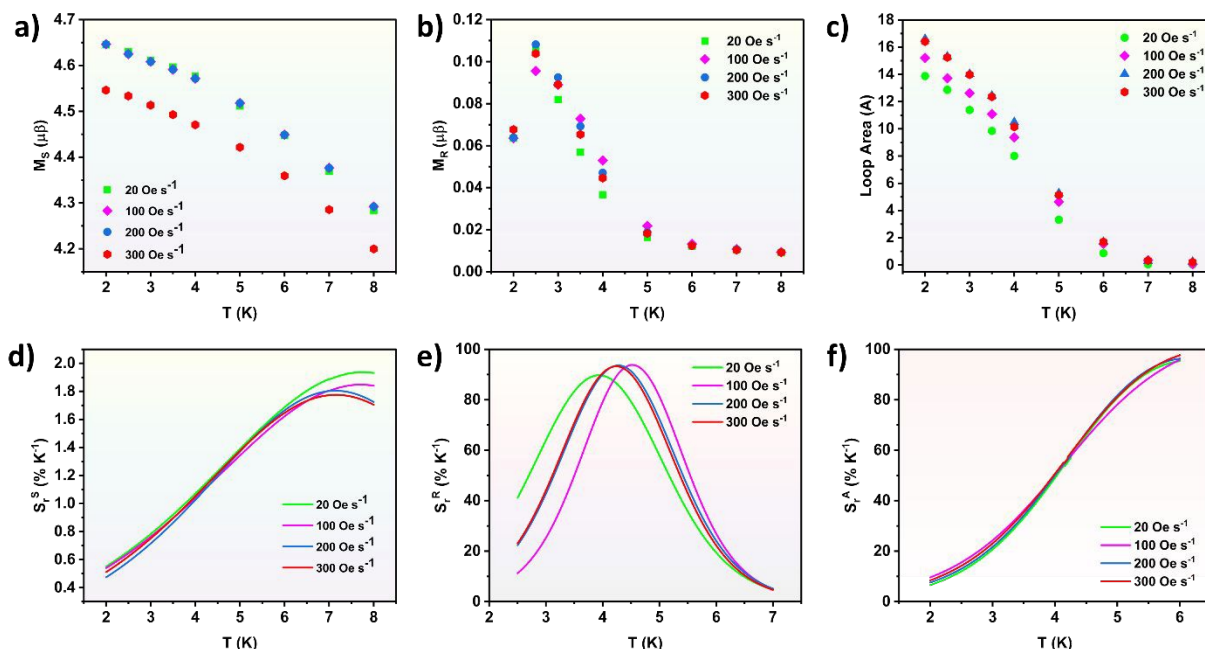 a)
4.7
4.6
4.5
4.4
4.3
4.2
M_S (μβ)
20 Oe s⁻¹
100 Oe s⁻¹
200 Oe s⁻¹
300 Oe s⁻¹
2 3 4 5 6 7 8
T (K)
b)
0.12
0.10
0.08
0.06
0.04
0.02
0.00
M_R (μβ)
20 Oe s⁻¹
100 Oe s⁻¹
200 Oe s⁻¹
300 Oe s⁻¹
2 3 4 5 6 7 8
T (K)
c)
18
16
14
12
10
8
6
4
2
0
Loop Area (A)
20 Oe s⁻¹
100 Oe s⁻¹
200 Oe s⁻¹
300 Oe s⁻¹
2 3 4 5 6 7 8
T (K)
d)
2.0
1.8
1.6
1.4
1.2
1.0
0.8
0.6
0.4
S_r^S (% K⁻¹)
20 Oe s⁻¹
100 Oe s⁻¹
200 Oe s⁻¹
300 Oe s⁻¹
2 3 4 5 6 7 8
T (K)
e)
100
80
60
40
20
0
S_r^R (% K⁻¹)
20 Oe s⁻¹
100 Oe s⁻¹
200 Oe s⁻¹
300 Oe s⁻¹
2 3 4 5 6 7
T (K)
f)
100
80
60
40
20
0
S_r^A (% K⁻¹)
20 Oe s⁻¹
100 Oe s⁻¹
200 Oe s⁻¹
300 Oe s⁻¹
2 3 4 5 6
T (K)